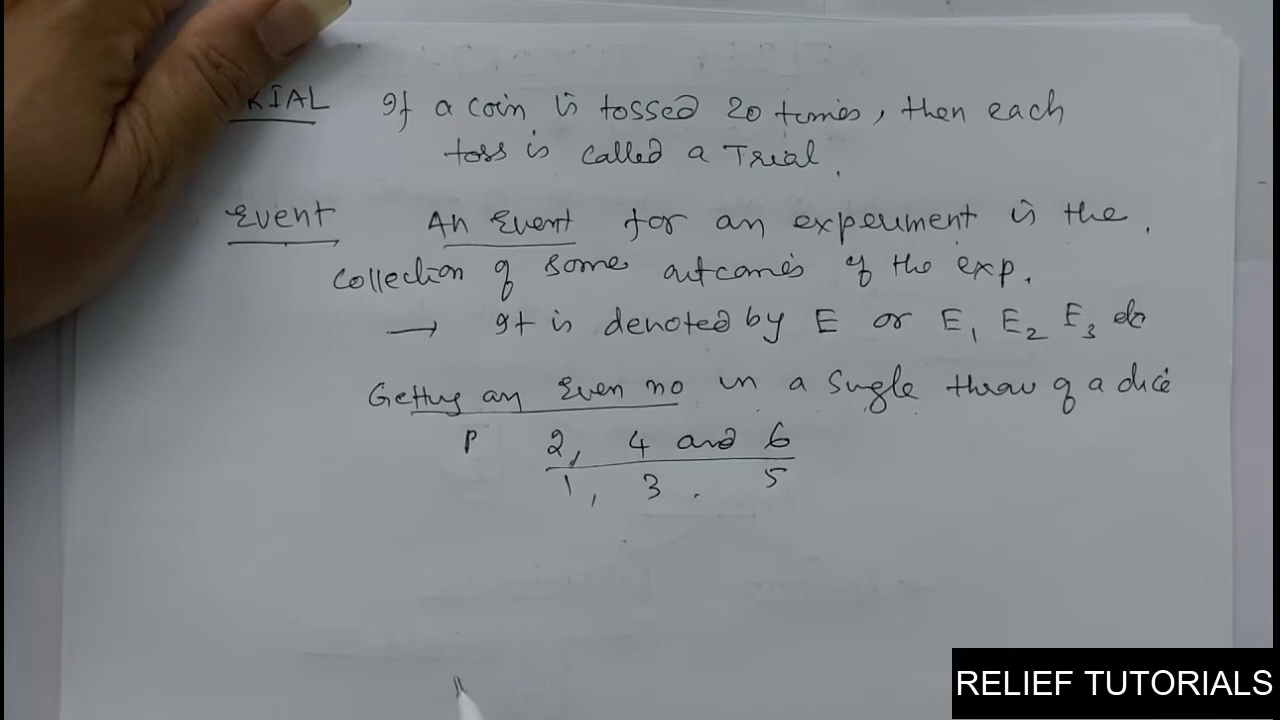 RIAL If a coin is tossed 20 times, then each
toss is called a Trial.
Event An Event for an experiment is the
collection of some outcomes of the exp.
→ It is denoted by E or E₁ E₂ E₃ etc
Getting an Even no in a Single throw of a dice
P 2, 4 and 6
1, 3. 5
RELIEF TUTORIALS